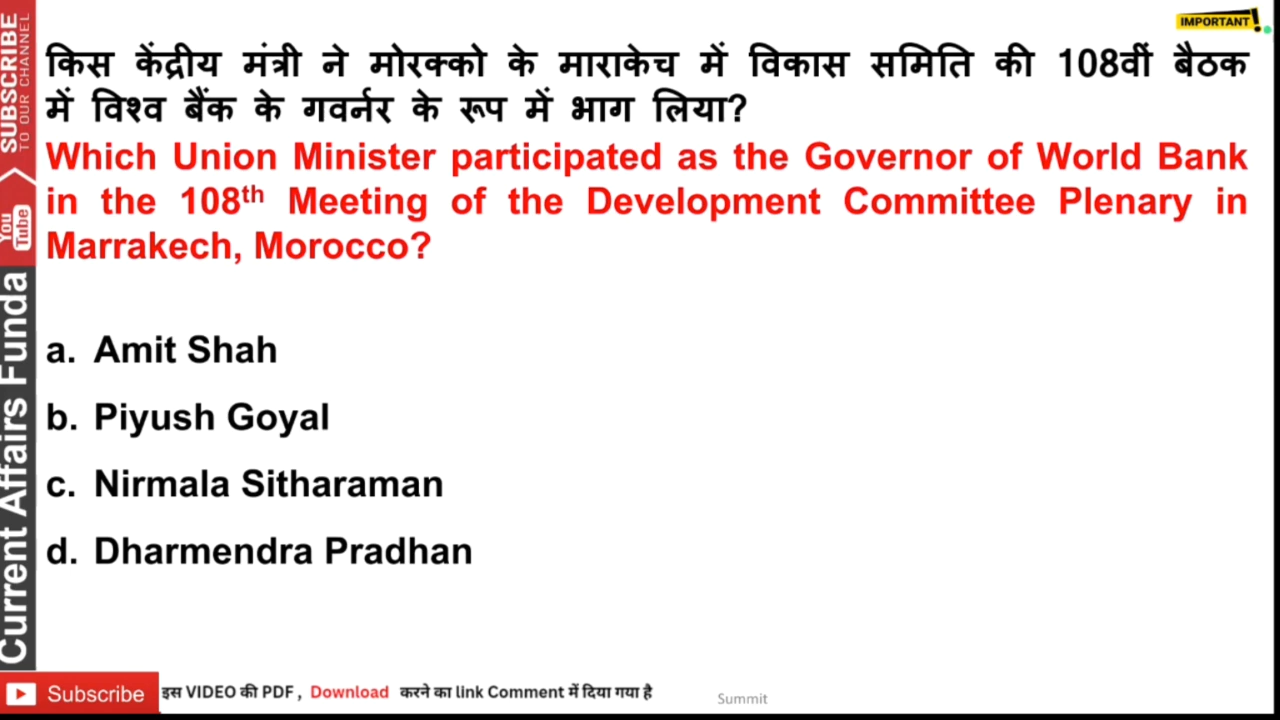 IMPORTANT!
किस केंद्रीय मंत्री ने मोरक्को के माराकेच में विकास समिति की 108वीं बैठक
में विश्व बैंक के गवर्नर के रूप में भाग लिया?
Which Union Minister participated as the Governor of World Bank
in the 108th Meeting of the Development Committee Plenary in
Marrakech, Morocco?
a. Amit Shah
b. Piyush Goyal
c. Nirmala Sitharaman
d. Dharmendra Pradhan
SUBSCRIBE
TO OUR CHANNEL
You
Tube
Current Affairs Funda
Subscribe
इस VIDEO की PDF , Download करने का link Comment में दिया गया है
Summit